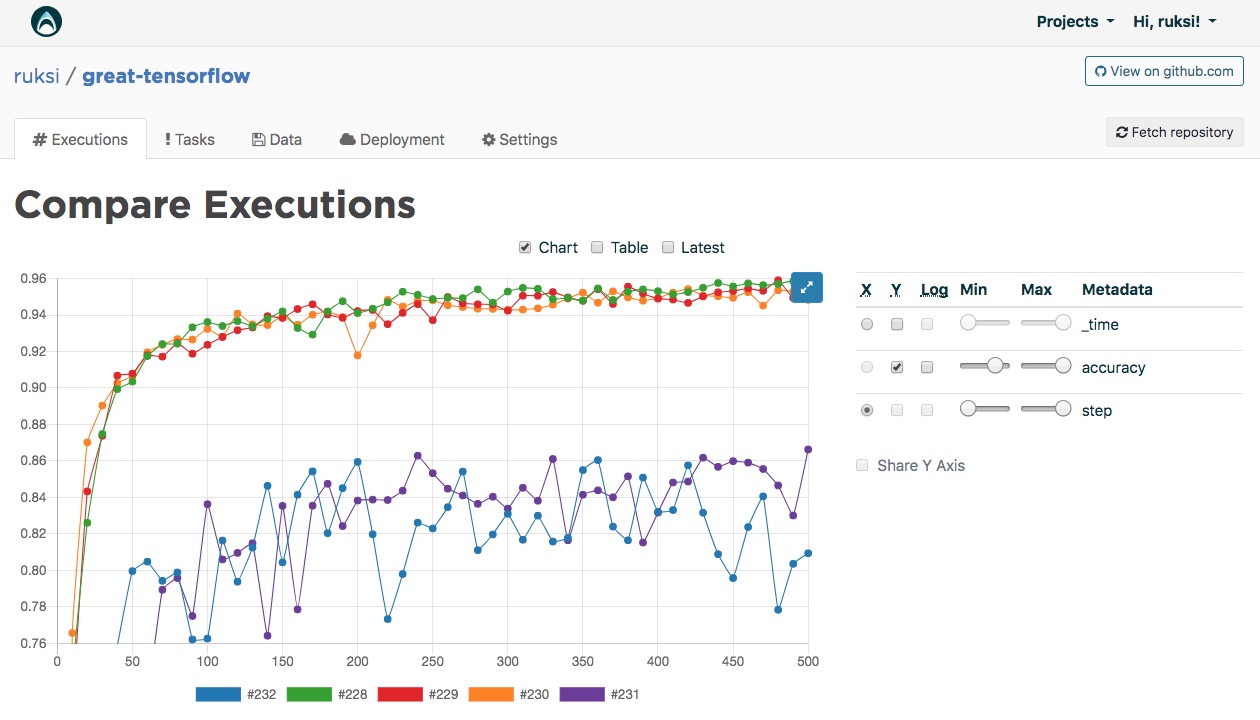 Projects Hi, ruksi!
ruksi / great-tensorflow
View on github.com
# Executions ! Tasks Data Deployment Settings
Fetch repository
Compare Executions
Chart Table Latest
X Y Log Min Max Metadata
_time
accuracy
step
Share Y Axis
0.96
0.94
0.92
0.90
0.88
0.86
0.84
0.82
0.80
0.78
0.76
0 50 100 150 200 250 300 350 400 450 500
#232 #228 #229 #230 #231